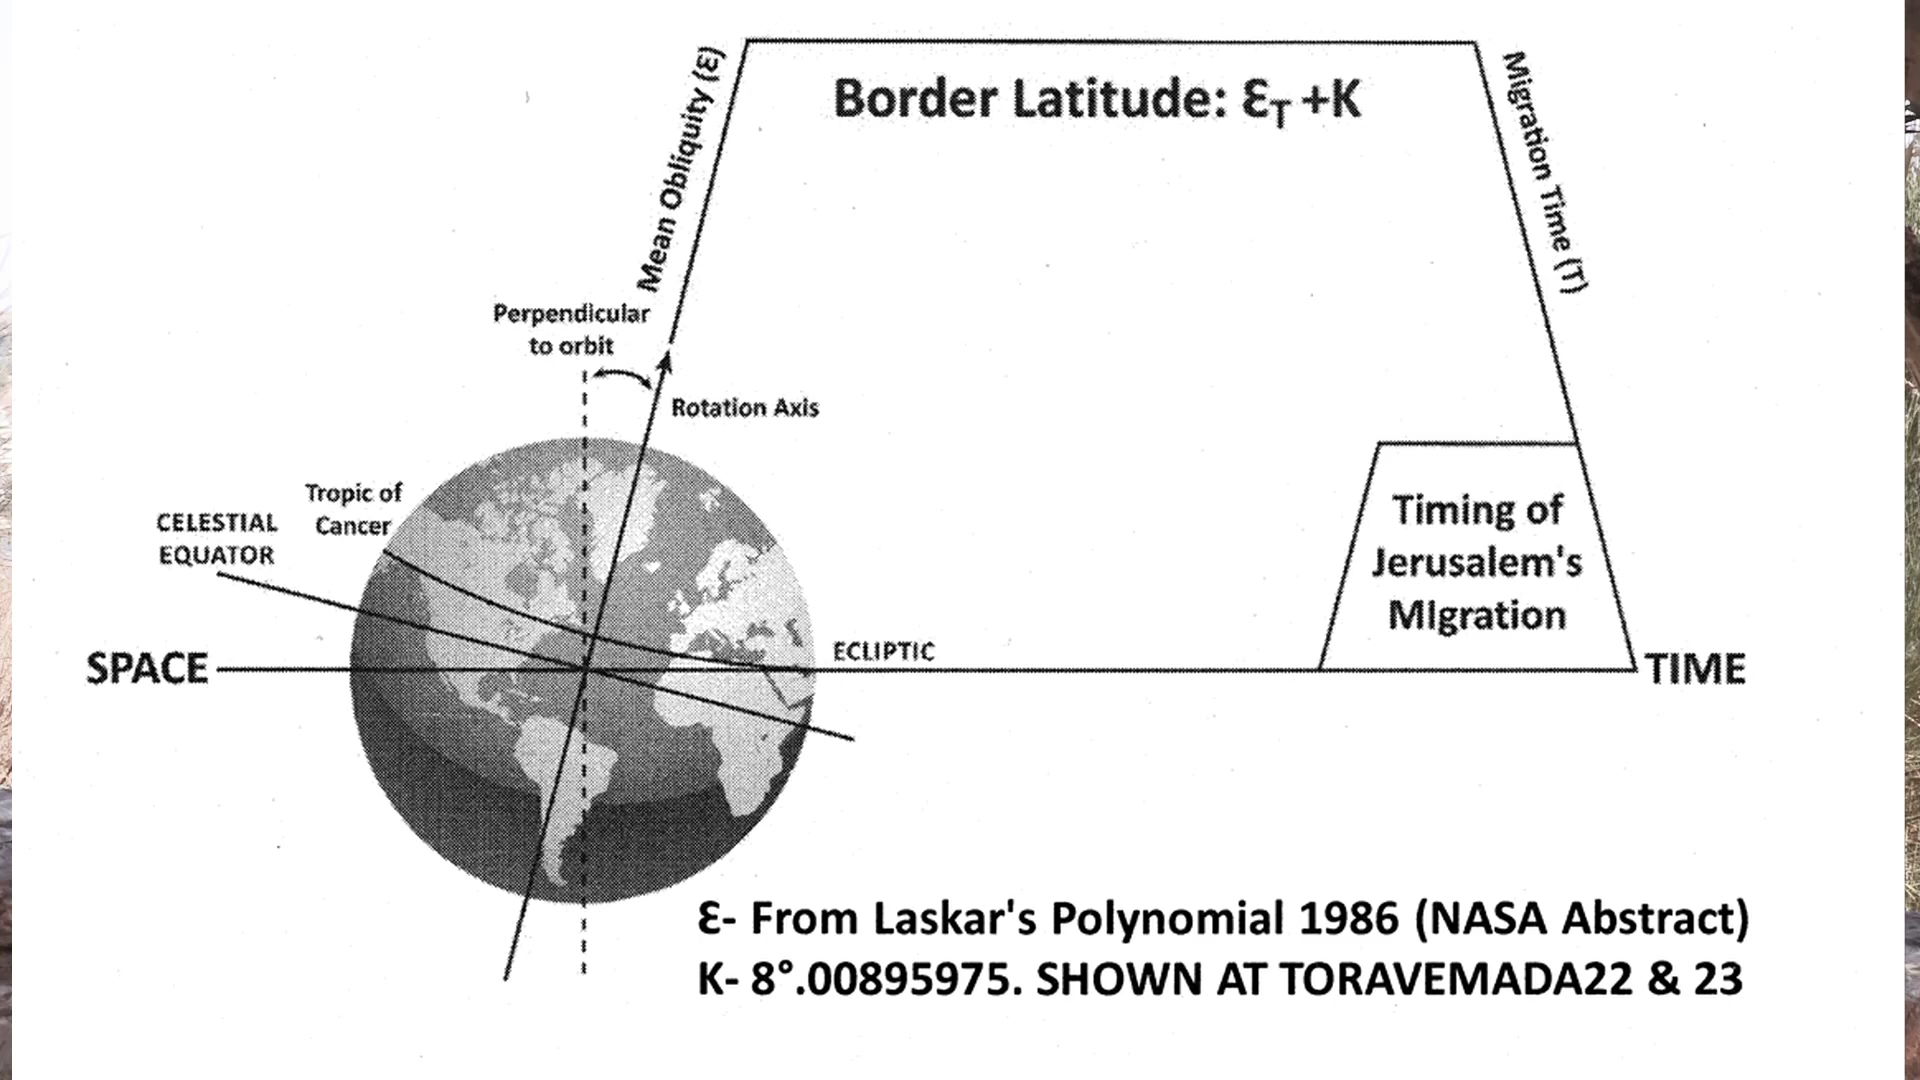 Border Latitude: Ɛ_T +K
Mean Obliquity (Ɛ)
Migration Time (T)
Perpendicular
to orbit
Rotation Axis
Tropic of
Cancer
CELESTIAL
EQUATOR
SPACE
ECLIPTIC
Timing of
Jerusalem's
MIgration
TIME
Ɛ- From Laskar's Polynomial 1986 (NASA Abstract)
K- 8°.00895975. SHOWN AT TORAVEMADA22 & 23